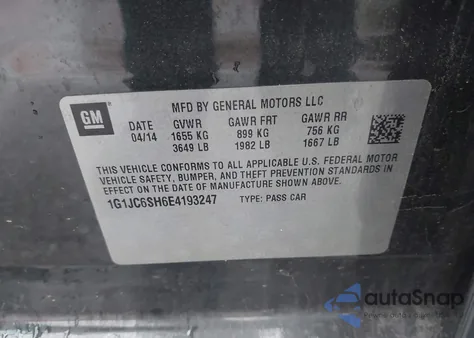 GM
MFD BY GENERAL MOTORS LLC
DATE GVWR GAWR FRT GAWR RR
04/14 1655 KG 899 KG 756 KG
3649 LB 1982 LB 1667 LB
THIS VEHICLE CONFORMS TO ALL APPLICABLE U.S. FEDERAL MOTOR
VEHICLE SAFETY, BUMPER, AND THEFT PREVENTION STANDARDS
IN EFFECT ON THE DATE OF MANUFACTURE SHOWN ABOVE.
1G1JC6SH6E4193247 TYPE: PASS CAR
autoSnap